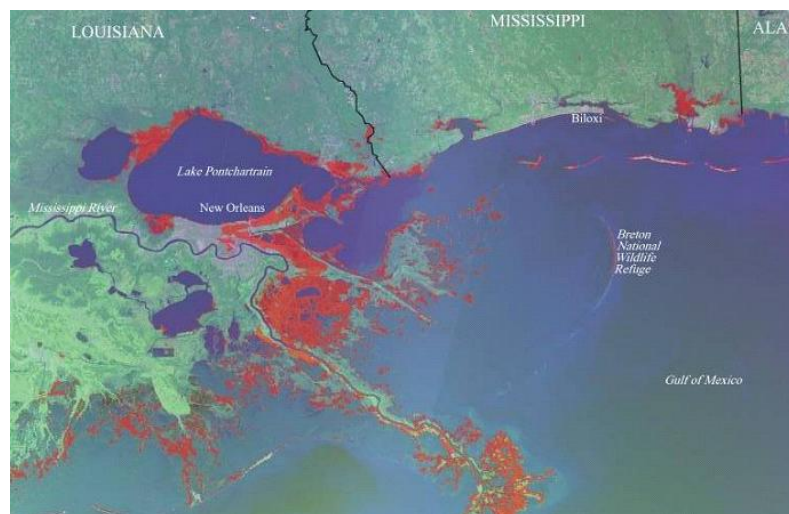 LOUISIANA
MISSISSIPPI
ALA
Biloxi
Lake Pontchartrain
Mississippi River
New Orleans
Breton
National
Wildlife
Refuge
Gulf of Mexico